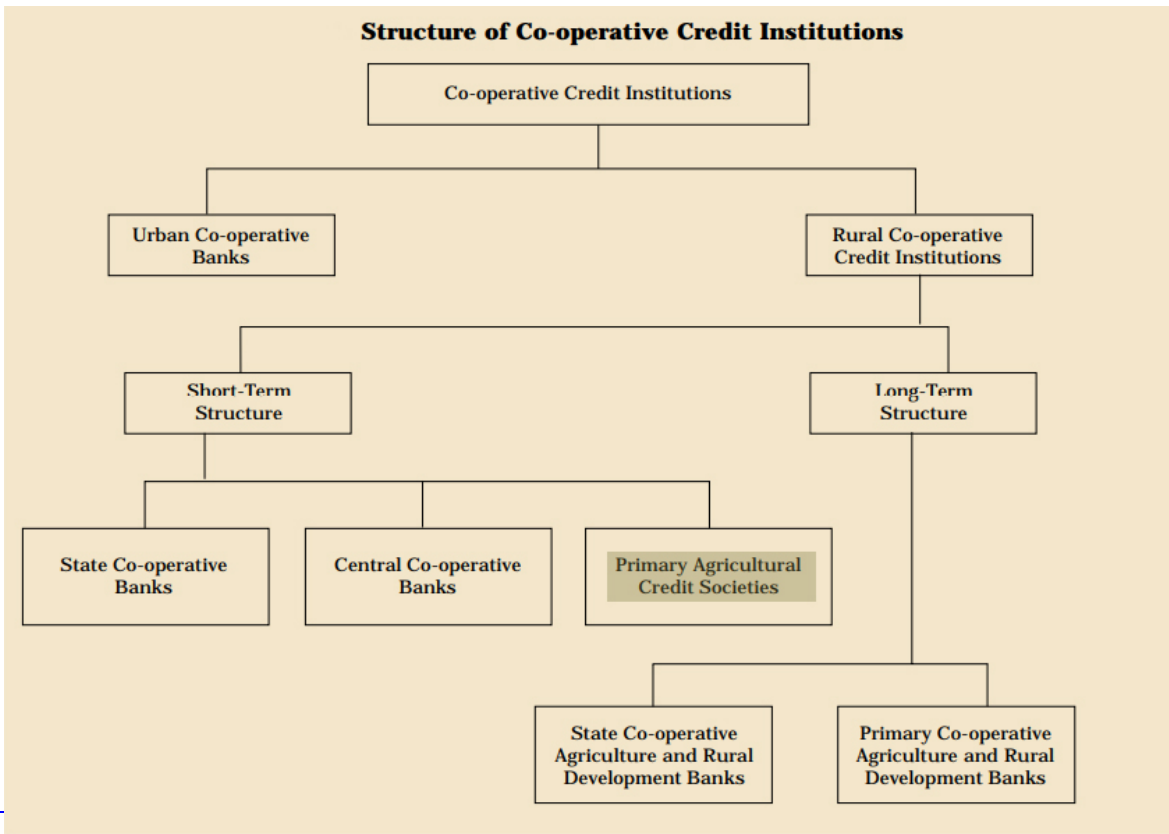 Structure of Co-operative Credit Institutions
Co-operative Credit Institutions
Urban Co-operative
Banks
Rural Co-operative
Credit Institutions
Short-Term
Structure
Long-Term
Structure
State Co-operative
Banks
Central Co-operative
Banks
Primary Agricultural
Credit Societies
State Co-operative
Agriculture and Rural
Development Banks
Primary Co-operative
Agriculture and Rural
Development Banks